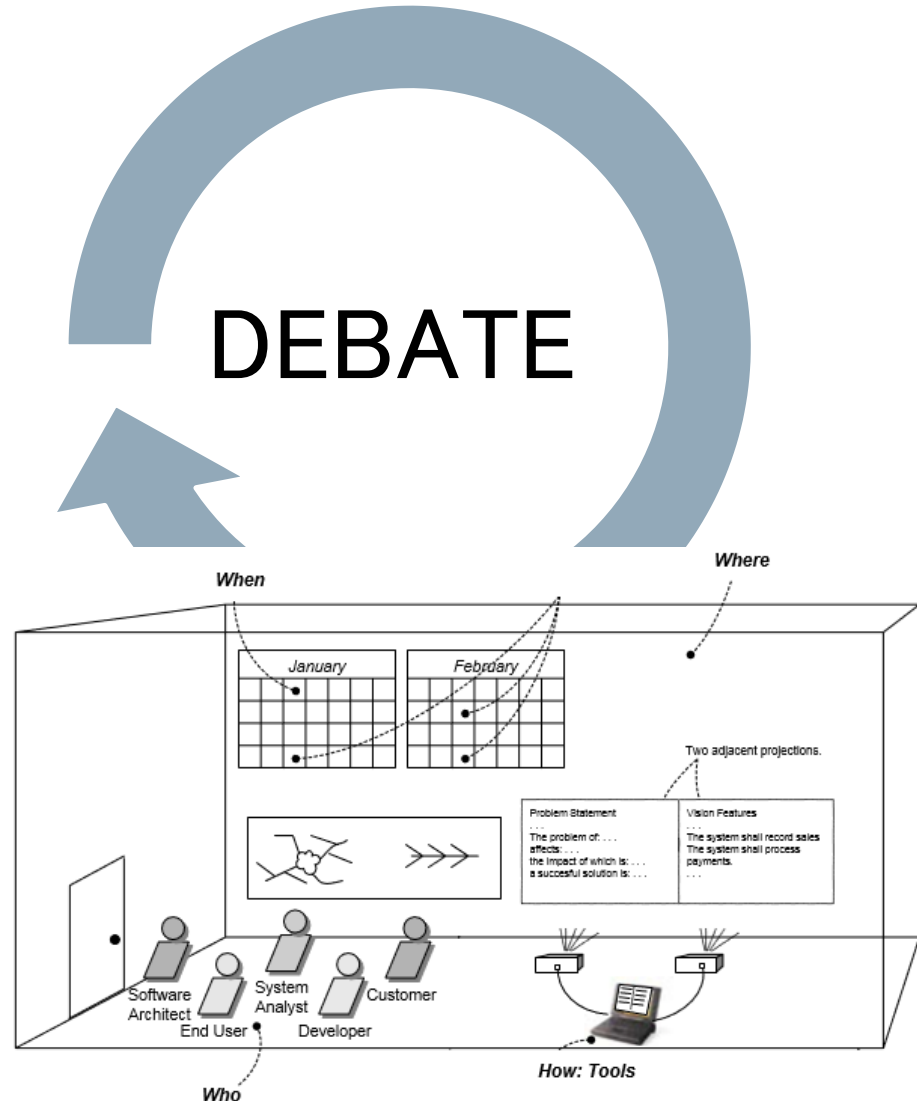 DEBATE
When
Where
January
February
Two adjacent projections.
Problem Statement
. . .
The problem of: . . .
affects: . . .
the impact of which is: . . .
a succesful solution is: . . .
Vision Features
. . .
The system shall record sales
The system shall process
payments.
. . .
Software
Architect
End User
System
Analyst
Developer
Customer
How: Tools
Who